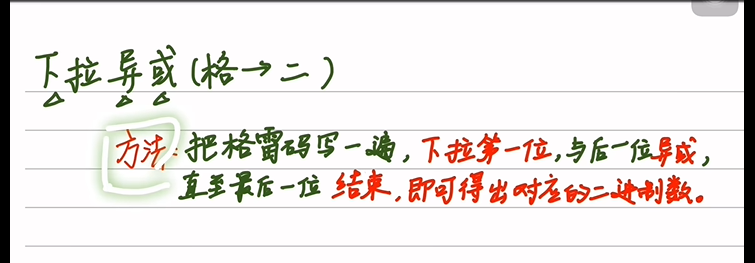 下拉异或(格→二)
方法:把格雷码写一遍,下拉第一位,与后一位异或,
直至最后一位 结束,即可得出对应的二进制数。